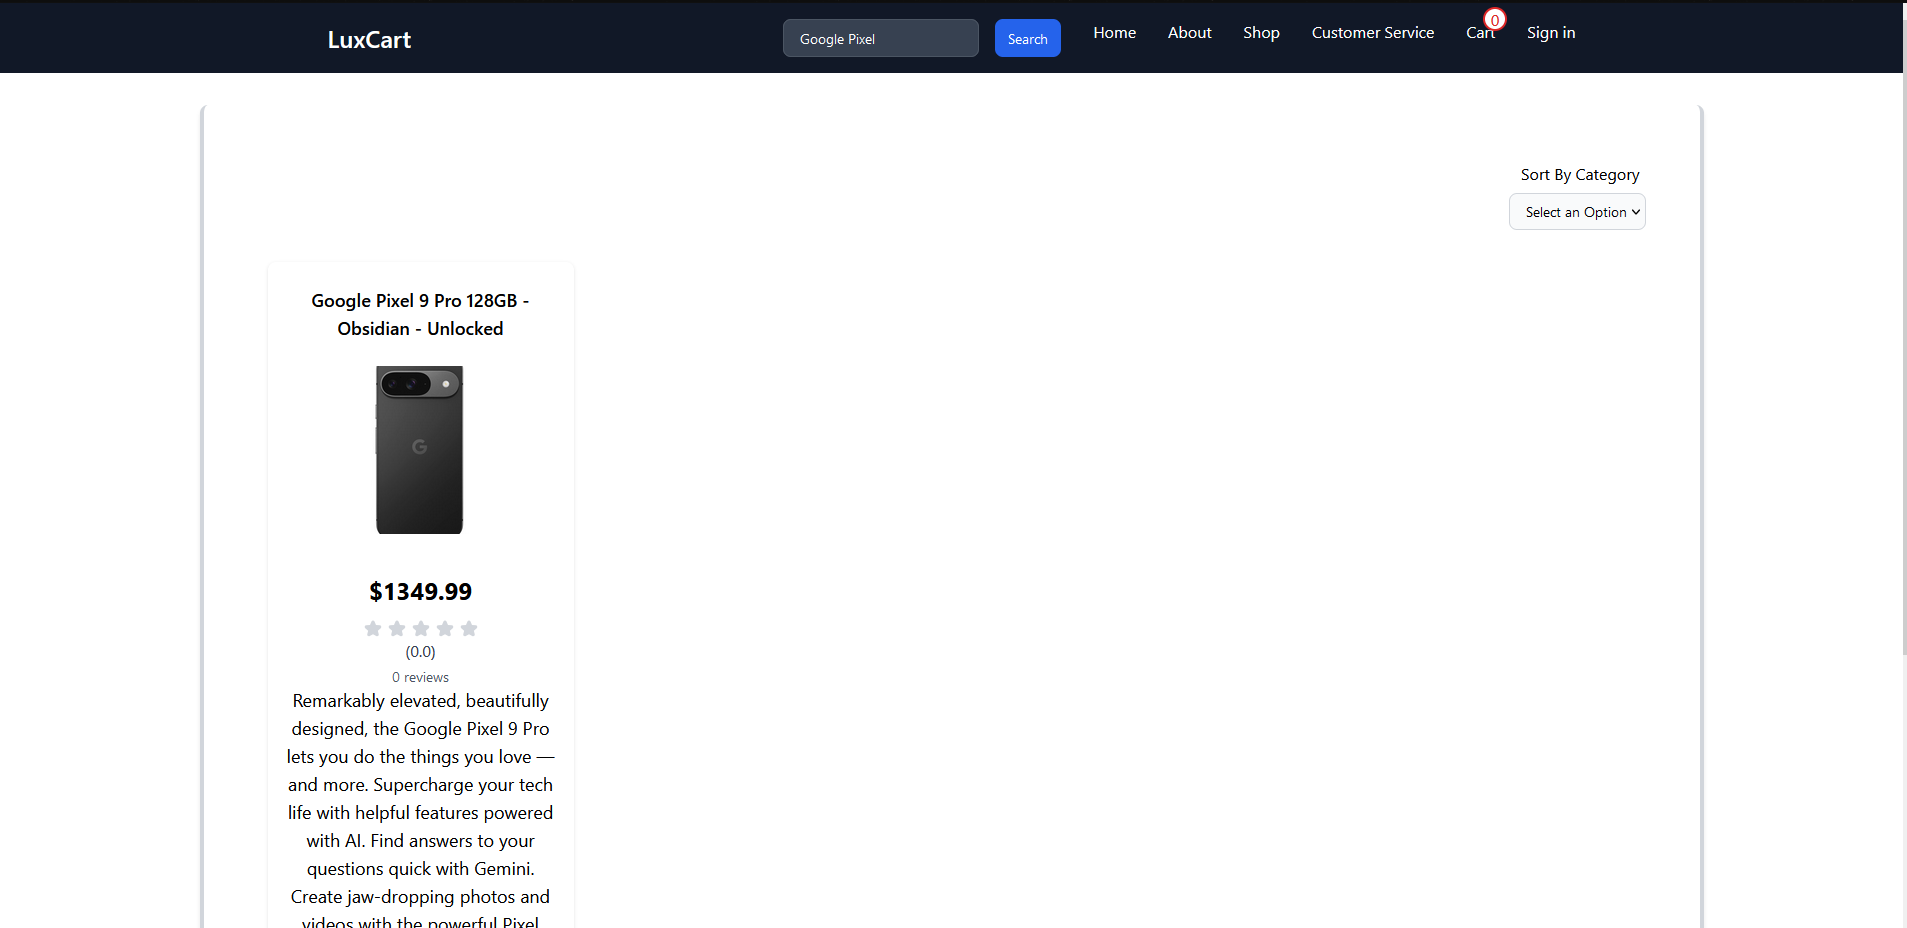 LuxCart
Google Pixel
Search
Home
About
Shop
Customer Service
Cart
0
Sign in
Sort By Category
Select an Option
Google Pixel 9 Pro 128GB -
Obsidian - Unlocked
G
$1349.99
(0.0)
0 reviews
Remarkably elevated, beautifully
designed, the Google Pixel 9 Pro
lets you do the things you love —
and more. Supercharge your tech
life with helpful features powered
with AI. Find answers to your
questions quick with Gemini.
Create jaw-dropping photos and
videos with the powerful Pixel